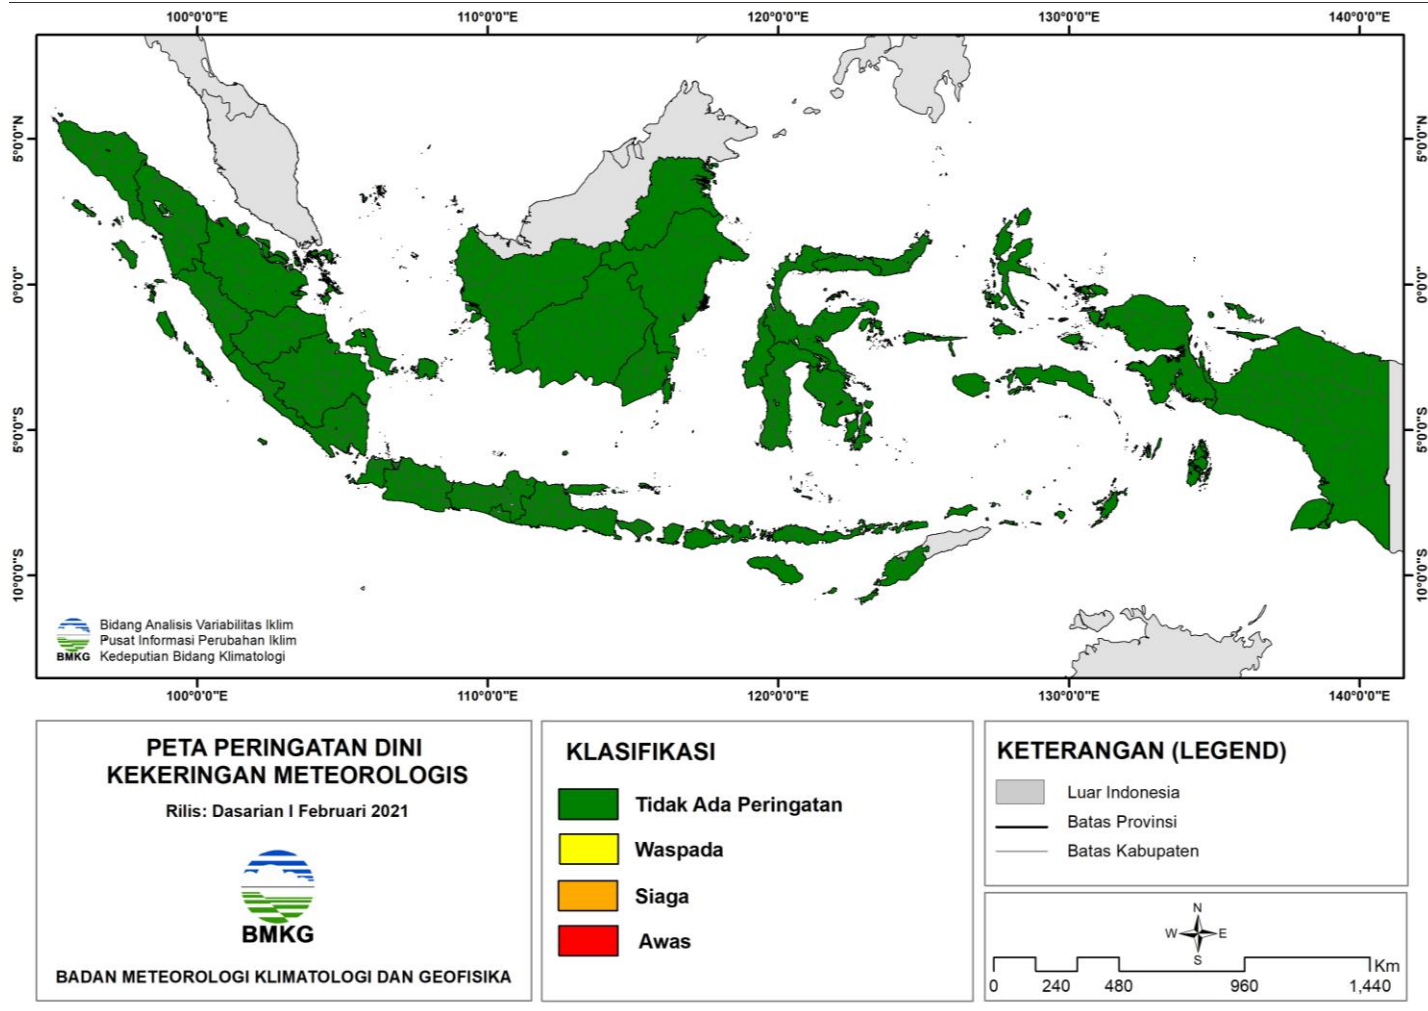 100°0'0"E 110°0'0"E 120°0'0"E 130°0'0"E 140°0'0"E
5°0'0"N 5°0'0"N
0°0'0" 0°0'0"
5°0'0"S 5°0'0"S
10°0'0"S 10°0'0"S
Bidang Analisis Variabilitas Iklim
Pusat Informasi Perubahan Iklim
BMKG Kedeputian Bidang Klimatologi
100°0'0"E 110°0'0"E 120°0'0"E 130°0'0"E 140°0'0"E
PETA PERINGATAN DINI
KEKERINGAN METEOROLOGIS
Rilis: Dasarian I Februari 2021
BMKG
BADAN METEOROLOGI KLIMATOLOGI DAN GEOFISIKA
KLASIFIKASI
Tidak Ada Peringatan
Waspada
Siaga
Awas
KETERANGAN (LEGEND)
Luar Indonesia
Batas Provinsi
Batas Kabupaten
N
W E
S
Km
0 240 480 960 1,440